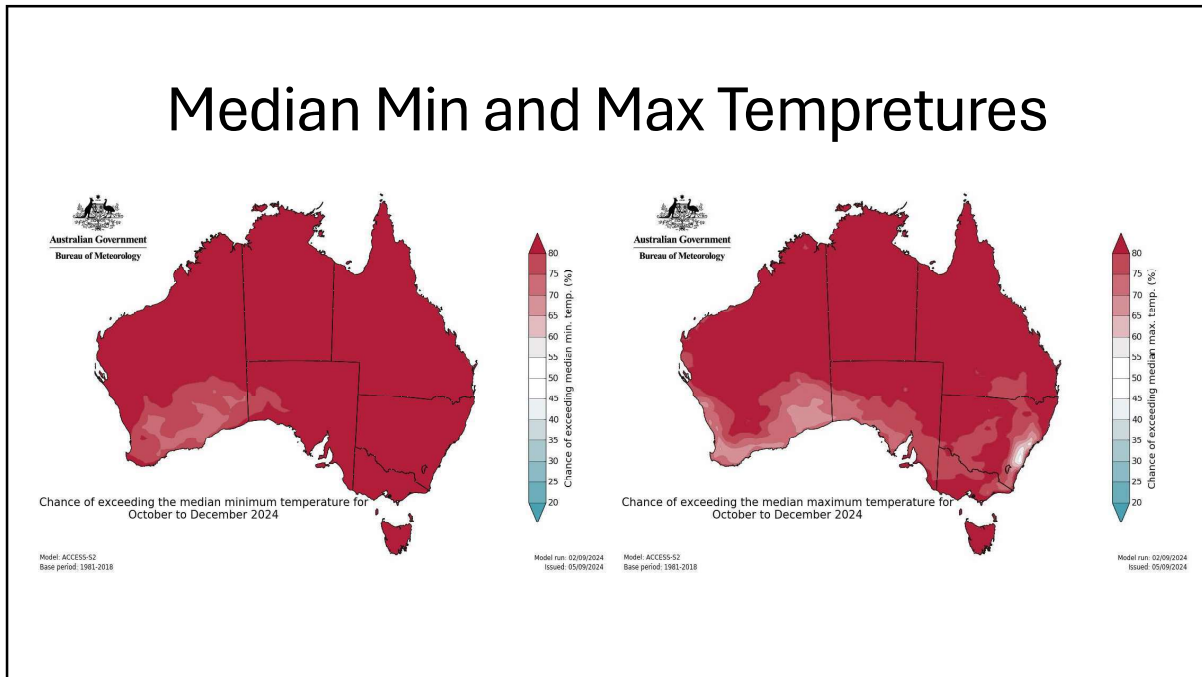 Median Min and Max Tempretures
Australian Government
Bureau of Meteorology
80
75
70
65
60
55
50
45
40
35
30
25
20
Chance of exceeding median min. temp. (%)
Chance of exceeding the median minimum temperature for
October to December 2024
Model: ACCESS-S2
Base period: 1981-2018
Model run: 02/09/2024
Issued: 05/09/2024
Australian Government
Bureau of Meteorology
80
75
70
65
60
55
50
45
40
35
30
25
20
Chance of exceeding median max. temp. (%)
Chance of exceeding the median maximum temperature for
October to December 2024
Model: ACCESS-S2
Base period: 1981-2018
Model run: 02/09/2024
Issued: 05/09/2024